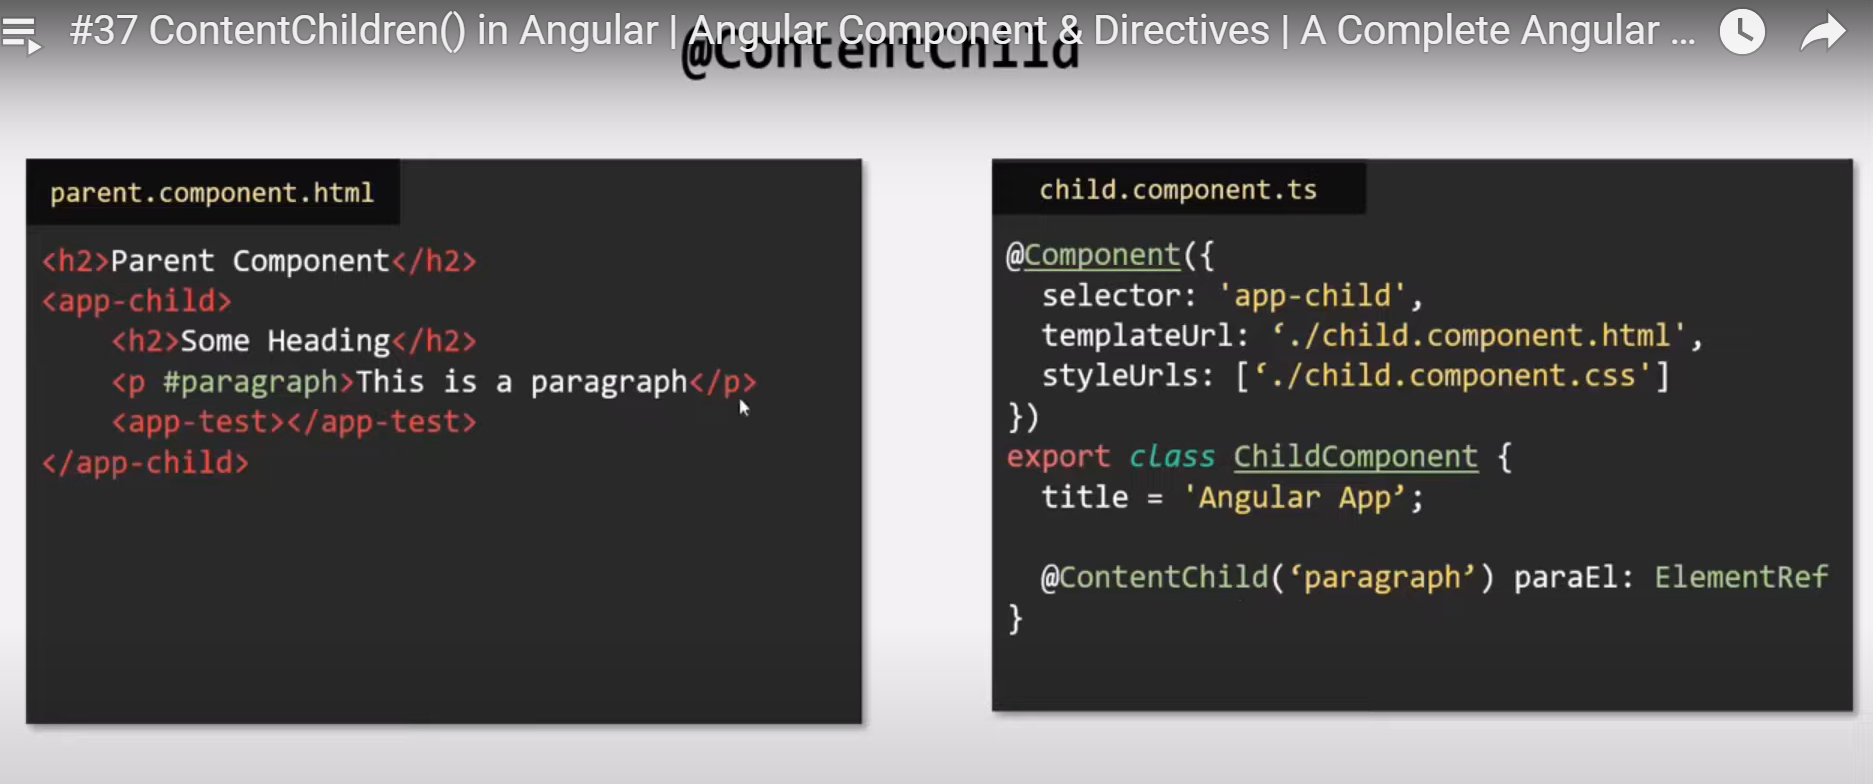 #37 ContentChildren() in Angular | Angular Component & Directives | A Complete Angular ...
@ContentChild
parent.component.html
<h2>Parent Component</h2>
<app-child>
    <h2>Some Heading</h2>
    <p #paragraph>This is a paragraph</p>
    <app-test></app-test>
</app-child>
child.component.ts
@Component({
  selector: 'app-child',
  templateUrl: ‘./child.component.html',
  styleUrls: [‘./child.component.css']
})
export class ChildComponent {
  title = 'Angular App’;
  @ContentChild(‘paragraph’) paraEl: ElementRef
}